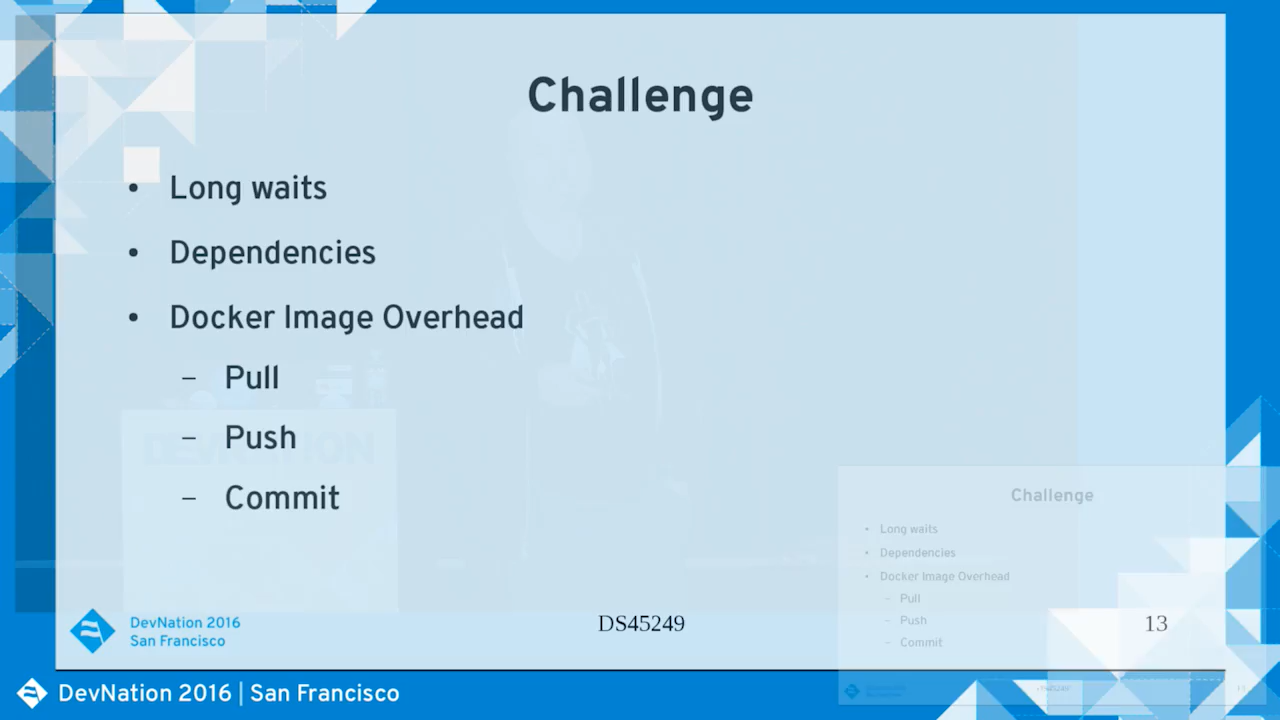 Challenge
• Long waits
• Dependencies
• Docker Image Overhead
– Pull
– Push
– Commit
DEVNATION
Challenge
• Long waits
• Dependencies
• Docker Image Overhead
– Pull
– Push
– Commit
DevNation 2016
San Francisco
DS45249
13
DevNation 2016 | San Francisco